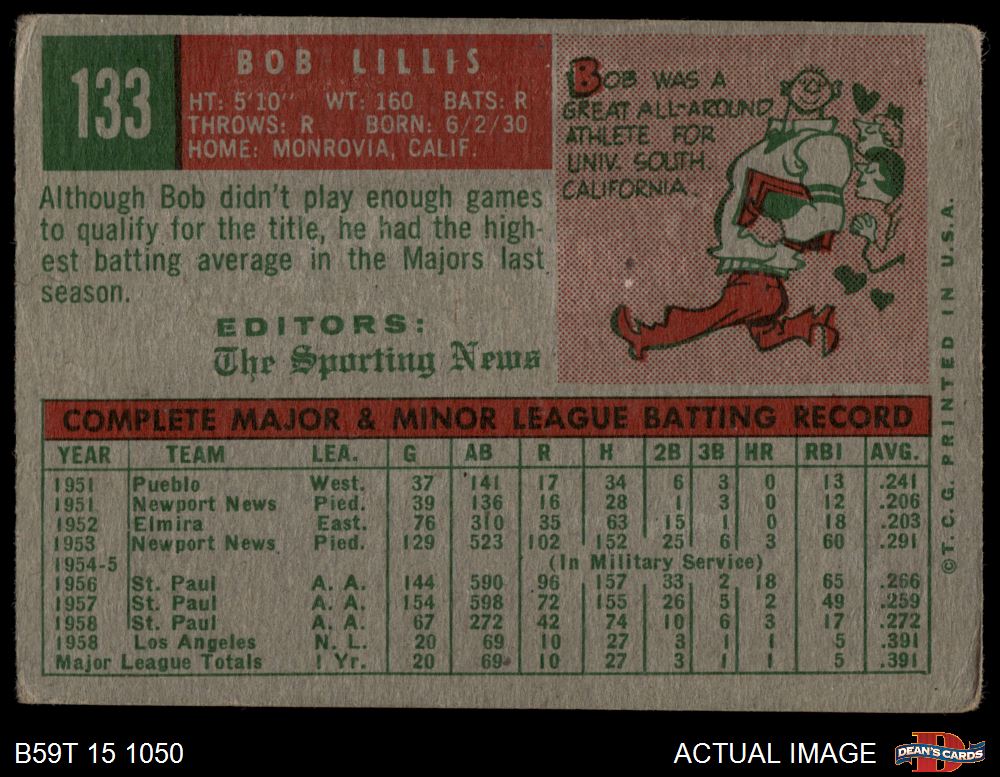 133
BOB LILLIS
HT: 5'10" WT: 160 BATS: R
THROWS: R BORN: 6/2/30
HOME: MONROVIA, CALIF.
BOB WAS A
GREAT ALL-AROUND
ATHLETE FOR
UNIV. SOUTH.
CALIFORNIA.
Although Bob didn't play enough games
to qualify for the title, he had the high-
est batting average in the Majors last
season.
EDITORS:
The Sporting News
COMPLETE MAJOR & MINOR LEAGUE BATTING RECORD
YEAR TEAM LEA. G AB R H 2B 3B HR RBI AVG.
1951 Pueblo West. 37 141 17 34 6 3 0 13 .241
1951 Newport News Pied. 39 136 16 28 1 3 0 12 .206
1952 Elmira East. 76 310 35 63 15 1 0 18 .203
1953 Newport News Pied. 129 523 102 152 25 6 3 60 .291
1954-5 (In Military Service)
1956 St. Paul A. A. 144 590 96 157 33 2 18 65 .266
1957 St. Paul A. A. 154 598 72 155 26 5 2 49 .259
1958 St. Paul A. A. 67 272 42 74 10 6 3 17 .272
1958 Los Angeles N. L. 20 69 10 27 3 1 1 5 .391
Major League Totals 1 Yr. 20 69 10 27 3 1 1 5 .391
©T.C.G. PRINTED IN U.S.A.
B59T 15 1050
ACTUAL IMAGE
DEAN'S CARDS